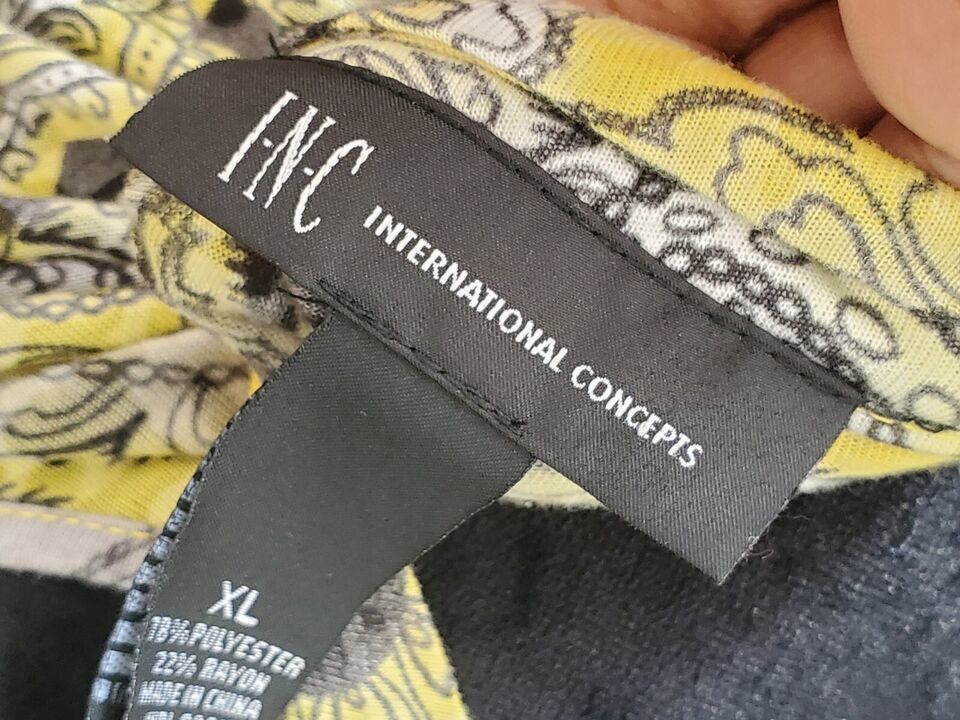 I·N·C
INTERNATIONAL CONCEPTS
XL
78% POLYESTER
22% RAYON
MADE IN CHINA